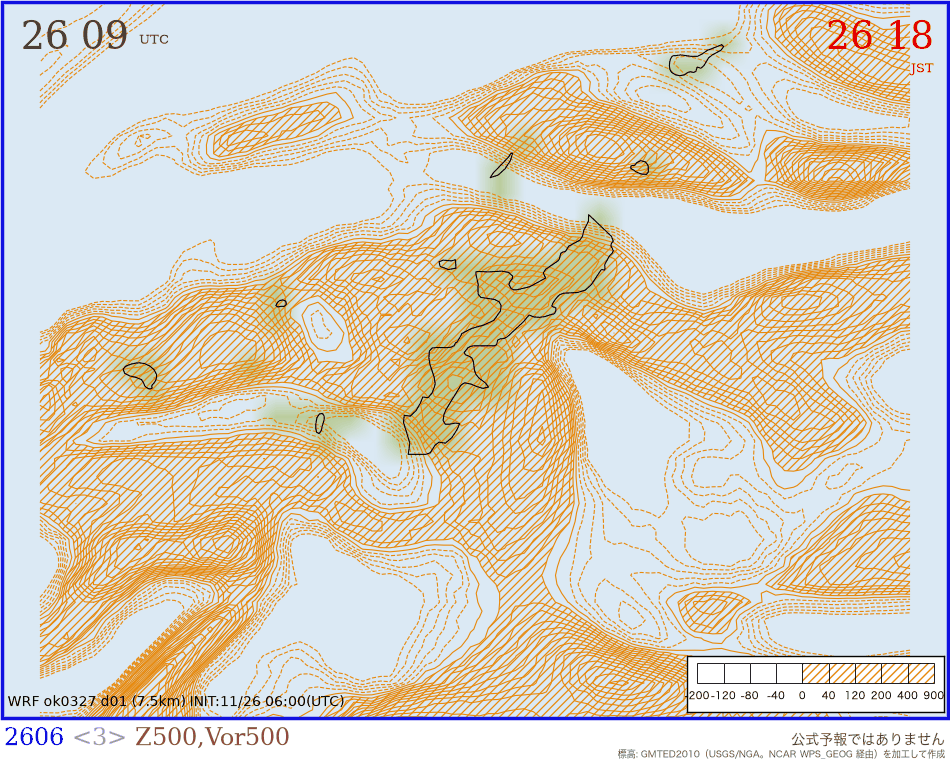 26 09 UTC
26 18
JST
-200 -120 -80 -40 0 40 120 200 400 900
WRF ok0327 d01 (7.5km) INIT:11/26 06:00(UTC)
2606 <3> Z500,Vor500
公式予報ではありません
標高: GMTED2010（USGS/NGA。NCAR WPS_GEOG 経由）を加工して作成